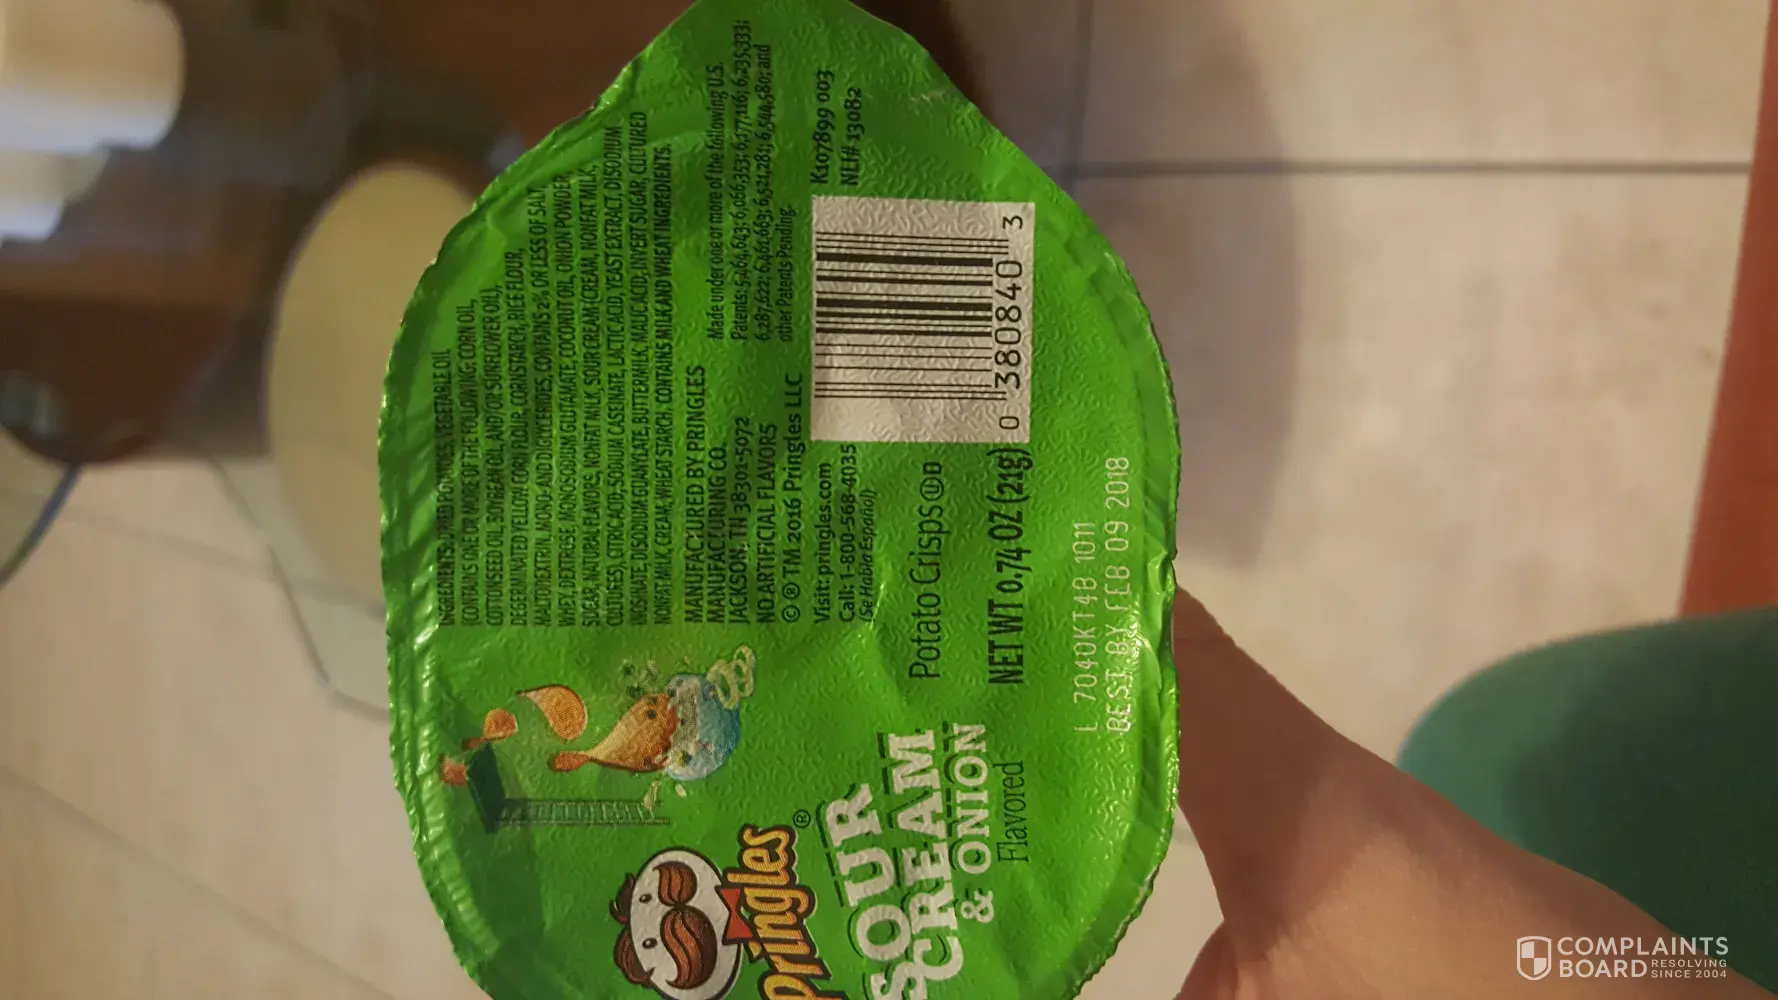 INGREDIENTS: DRIED POTATOES, VEGETABLE OIL
(CONTAINS ONE OR MORE OF THE FOLLOWING: CORN OIL,
COTTONSEED OIL, SOYBEAN OIL, AND/OR SUNFLOWER OIL),
DEGERMINATED YELLOW CORN FLOUR, CORNSTARCH, RICE FLOUR,
MALTODEXTRIN, MONO- AND DIGLYCERIDES, CONTAINS 2% OR LESS OF SALT,
WHEY, DEXTROSE, MONOSODIUM GLUTAMATE, COCONUT OIL, ONION POWDER,
SUGAR, NATURAL FLAVORS, NONFAT MILK, SOUR CREAM (CREAM, NONFAT MILK,
CULTURES), CITRIC ACID, SODIUM CASEINATE, LACTIC ACID, YEAST EXTRACT, DISODIUM
INOSINATE, DISODIUM GUANYLATE, BUTTERMILK, MALIC ACID, INVERT SUGAR, CULTURED
NONFAT MILK, CREAM, WHEAT STARCH. CONTAINS MILK AND WHEAT INGREDIENTS.
MANUFACTURED BY PRINGLES
MANUFACTURING CO.
JACKSON, TN 38301-5972
NO ARTIFICIAL FLAVORS
© ® TM 2016 Pringles LLC
Visit: pringles.com
Call: 1-800-568-4035
(Se Habla Español)
Made under one or more of the following U.S.
Patents: 5,464,643; 6,066,353; 6,177,116; 6,235,333;
6,287,622; 6,461,663; 6,524,281; 6,544,580; and
other Patents Pending.
K107899 003
NLI# 13082
0 380840 3
Pringles®
SOUR
CREAM
& ONION
Flavored
Potato Crisps Ⓤ D
NET WT 0.74 OZ (21g)
L 7040KT4B 1011
BEST BY FEB 09 2018
COMPLAINTS
BOARD RESOLVING
SINCE 2004